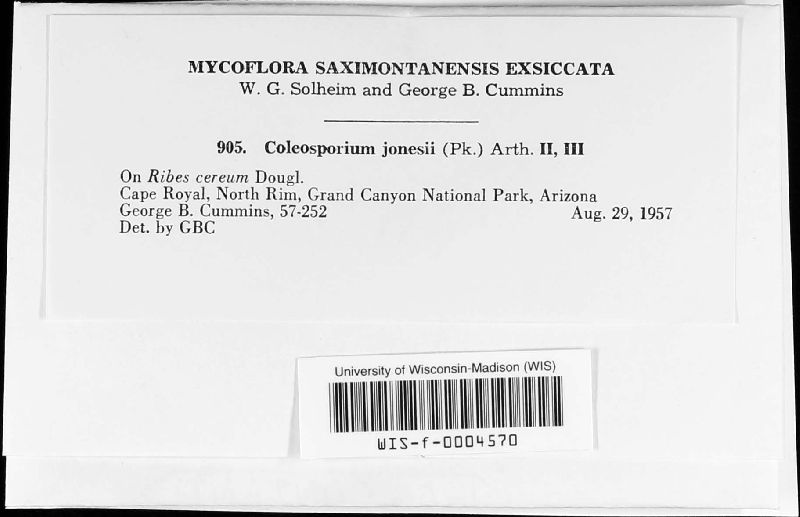 MYCOFLORA SAXIMONTANENSIS EXSICCATA
W. G. Solheim and George B. Cummins
905. Coleosporium jonesii (Pk.) Arth. II, III
On Ribes cereum Dougl.
Cape Royal, North Rim, Grand Canyon National Park, Arizona
George B. Cummins, 57-252 Aug. 29, 1957
Det. by GBC
University of Wisconsin-Madison (WIS)
WIS-f-0004570